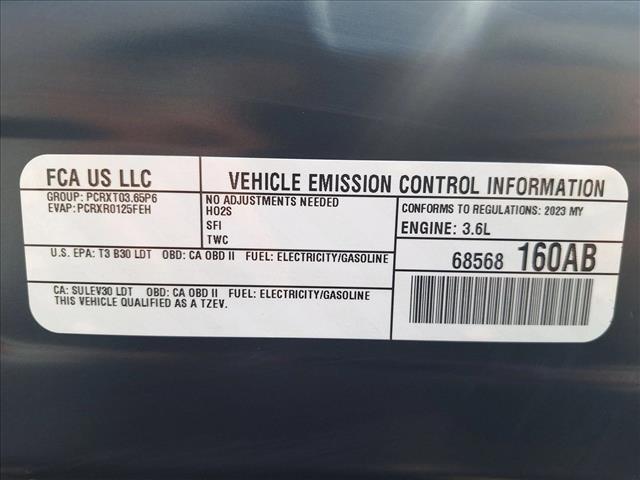 FCA US LLC
GROUP: PCRXT03.65P6
EVAP: PCRXR0125FEH
VEHICLE EMISSION CONTROL INFORMATION
NO ADJUSTMENTS NEEDED
HO2S
SFI
TWC
CONFORMS TO REGULATIONS: 2023 MY
ENGINE: 3.6L
U.S. EPA: T3 B30 LDT OBD: CA OBD II FUEL: ELECTRICITY/GASOLINE
68568 160AB
CA: SULEV30 LDT OBD: CA OBD II FUEL: ELECTRICITY/GASOLINE
THIS VEHICLE QUALIFIED AS A TZEV.